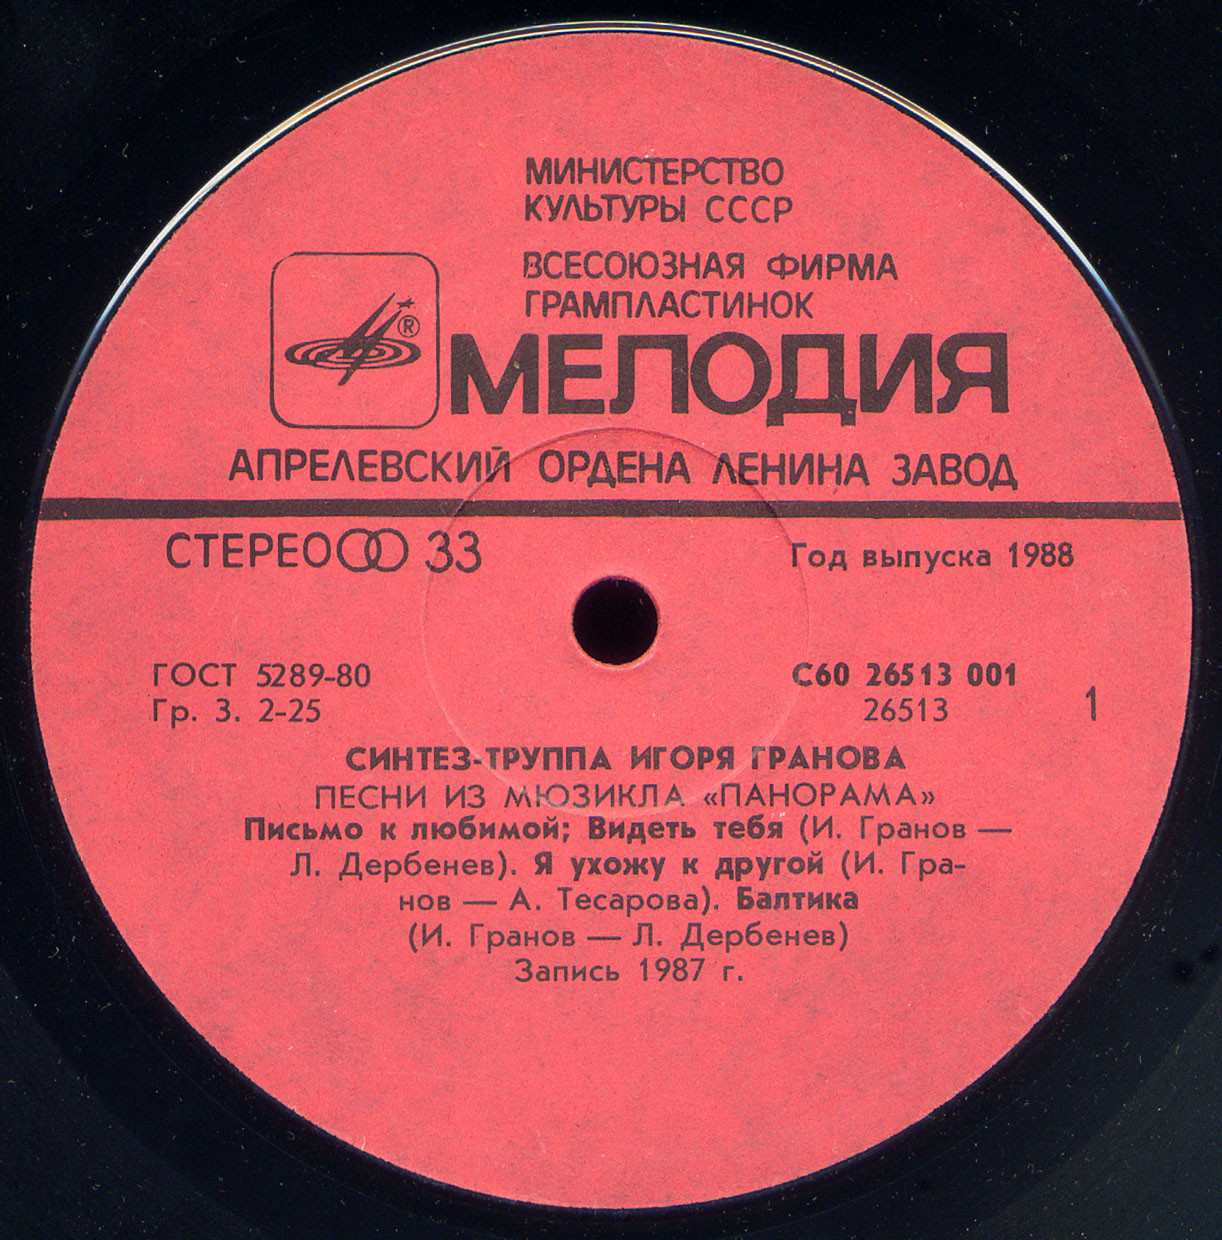 МИНИСТЕРСТВО
КУЛЬТУРЫ СССР
ВСЕСОЮЗНАЯ ФИРМА
ГРАМПЛАСТИНОК
®
МЕЛОДИЯ
АПРЕЛЕВСКИЙ ОРДЕНА ЛЕНИНА ЗАВОД
СТЕРЕО 33
Год выпуска 1988
ГОСТ 5289-80
Гр. 3. 2-25
С60 26513 001
26513
1
СИНТЕЗ-ТРУППА ИГОРЯ ГРАНОВА
ПЕСНИ ИЗ МЮЗИКЛА «ПАНОРАМА»
Письмо к любимой; Видеть тебя (И. Гранов —
Л. Дербенев). Я ухожу к другой (И. Гра-
нов — А. Тесарова). Балтика
(И. Гранов — Л. Дербенев)
Запись 1987 г.